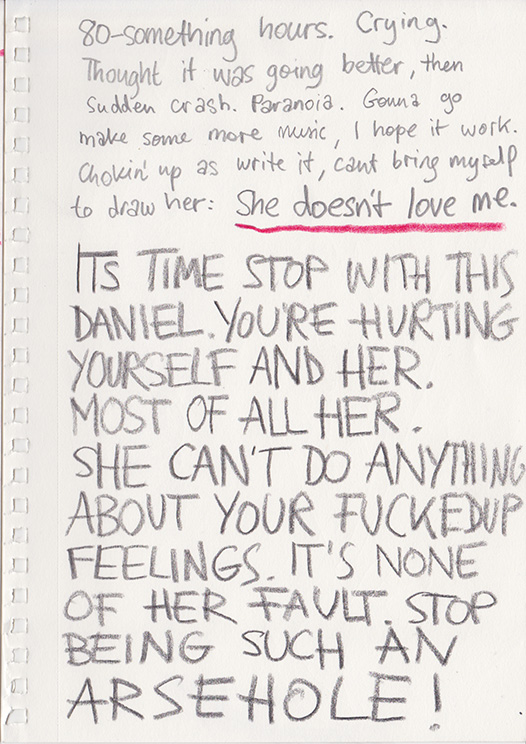 80-something hours. Crying.
Thought it was going better, then
sudden crash. Paranoia. Gonna go
make some more music, I hope it work.
Chokin' up as write it, cant bring myself
to draw her: She doesn't love me.
ITS TIME STOP WITH THIS
DANIEL. YOU'RE HURTING
YOURSELF AND HER.
MOST OF ALL HER.
SHE CAN'T DO ANYTHING
ABOUT YOUR FUCKEDUP
FEELINGS. IT'S NONE
OF HER FAULT. STOP
BEING SUCH AN
ARSEHOLE!